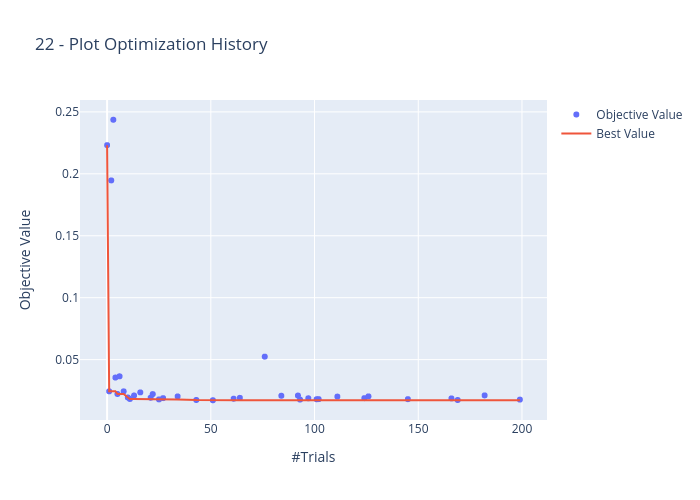 22 - Plot Optimization History
Objective Value
Best Value
Objective Value
0.25
0.2
0.15
0.1
0.05
0 50 100 150 200
#Trials